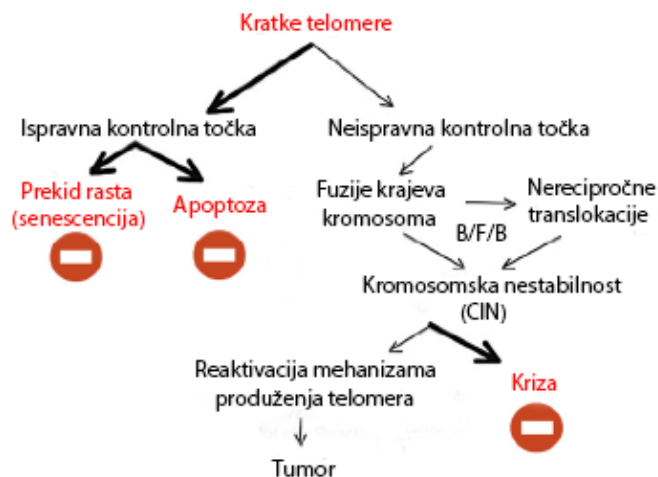 Kratke telomere
Ispravna kontrolna točka
Neispravna kontrolna točka
Prekid rasta
(senescencija)
Apoptoza
Fuzije krajeva
kromosoma
Nerecipročne
translokacije
B/F/B
Kromosomska nestabilnost
(CIN)
Reaktivacija mehanizama
produženja telomera
Kriza
Tumor